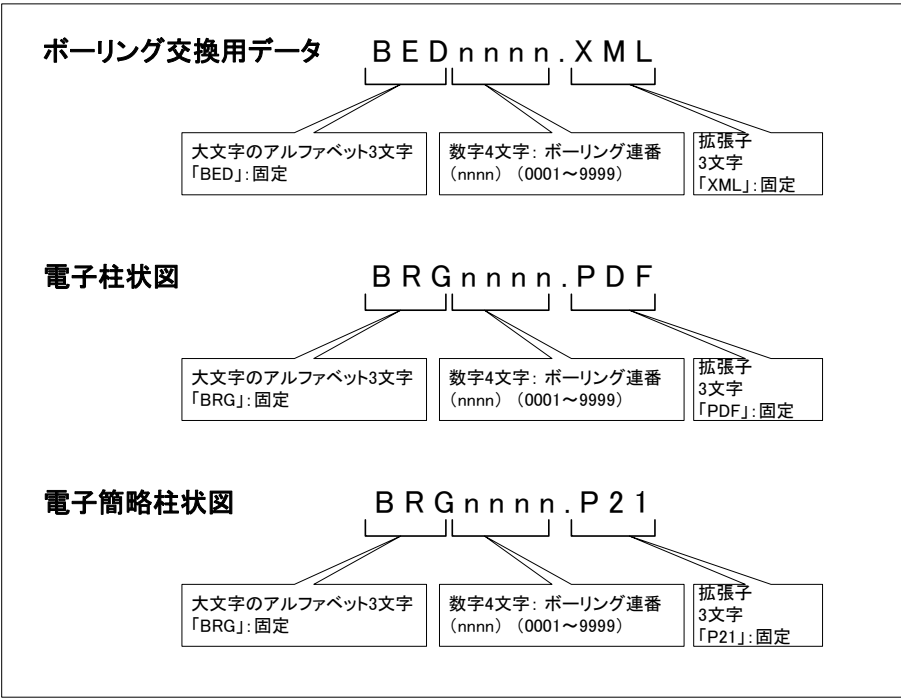 ボーリング交換用データ BEDnnnn.XML
大文字のアルファベット3文字
「BED」:固定
数字4文字: ボーリング連番
(nnnn) (0001～9999)
拡張子
3文字
「XML」:固定
電子柱状図 BRGnnnn.PDF
大文字のアルファベット3文字
「BRG」:固定
数字4文字: ボーリング連番
(nnnn) (0001～9999)
拡張子
3文字
「PDF」:固定
電子簡略柱状図 BRGnnnn.P21
大文字のアルファベット3文字
「BRG」:固定
数字4文字: ボーリング連番
(nnnn) (0001～9999)
拡張子
3文字
「P21」:固定